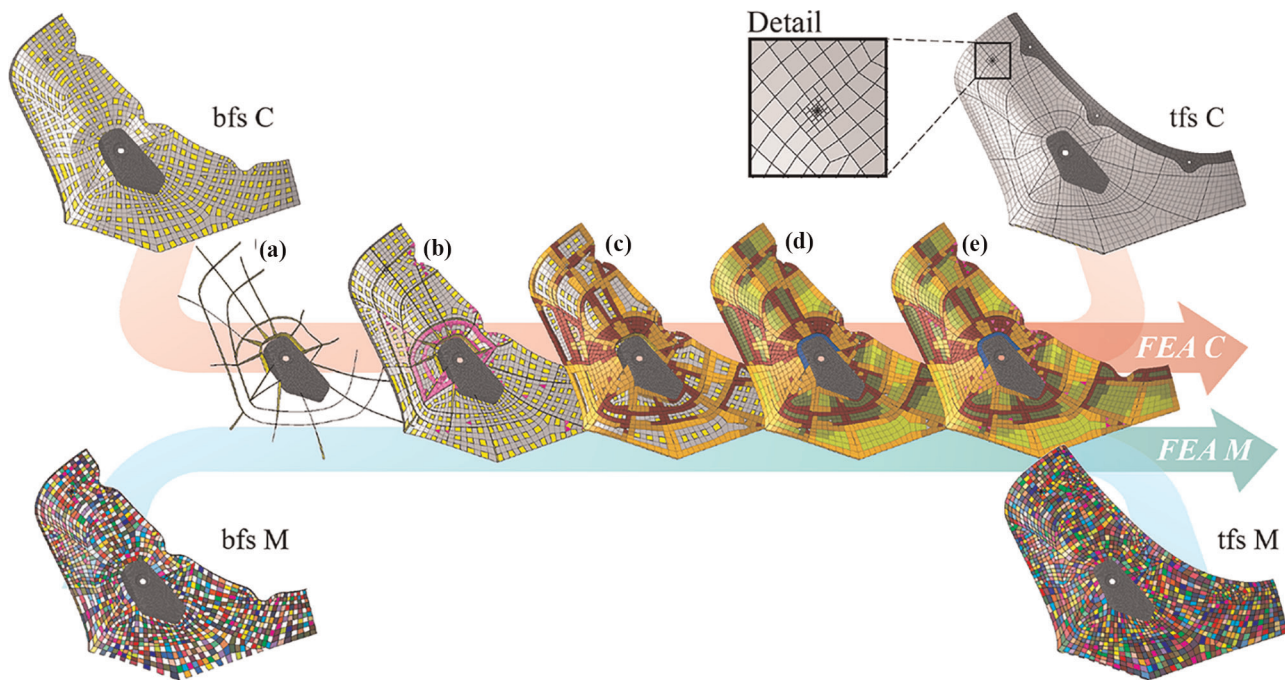 Detail
bfs C
tfs C
(a)
(b)
(c)
(d)
(e)
FEA C
FEA M
bfs M
tfs M